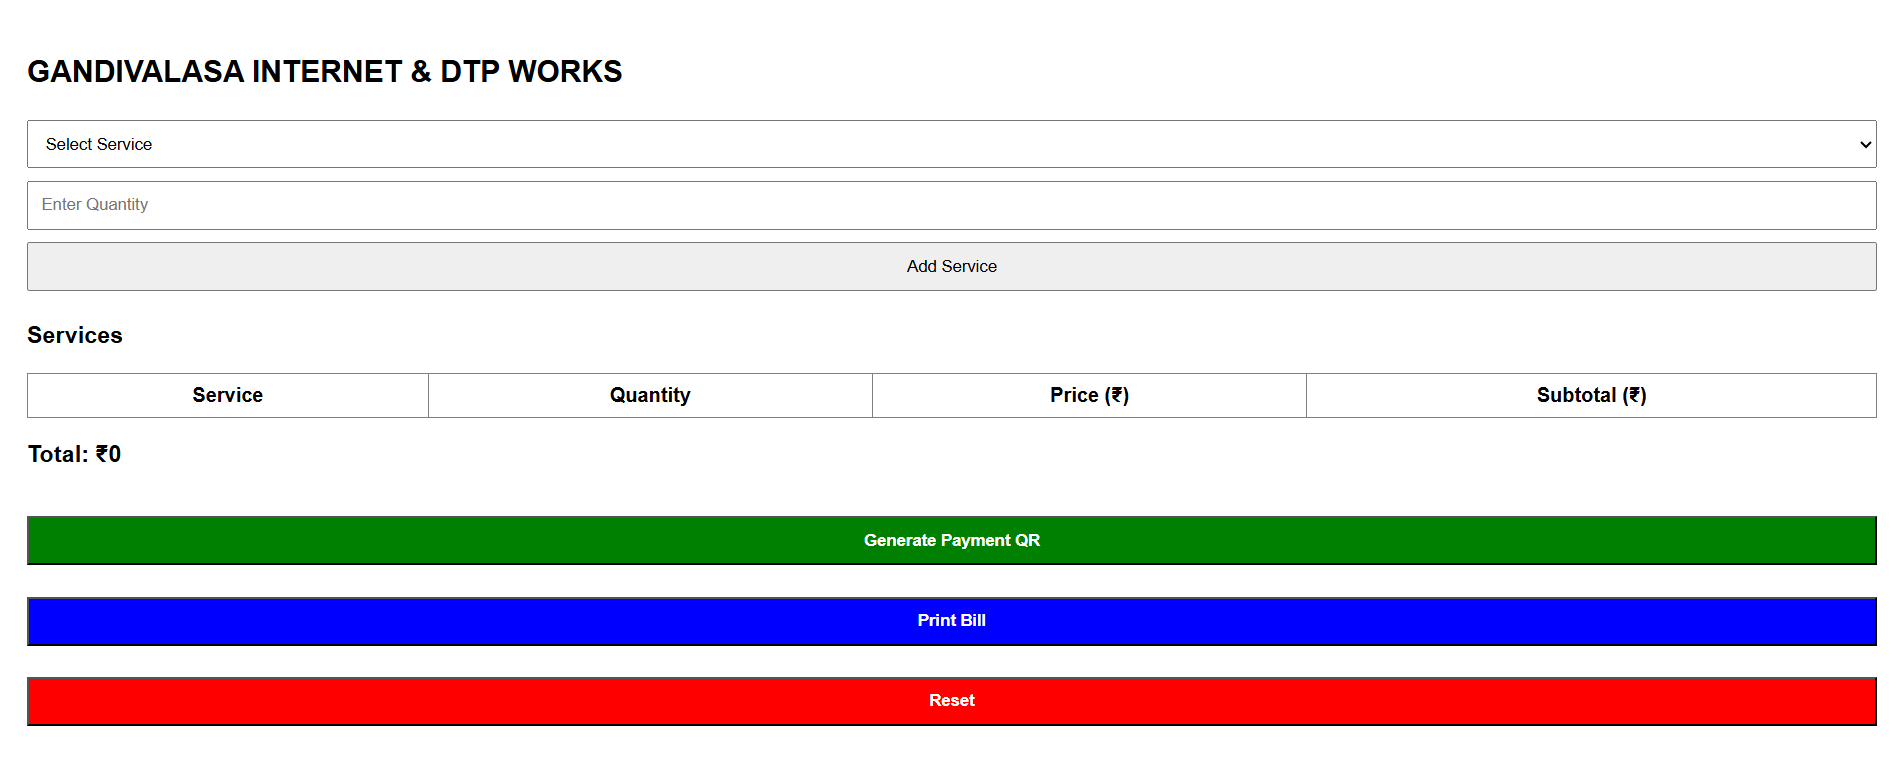 GANDIVALASA INTERNET & DTP WORKS
Select Service
Enter Quantity
Add Service
Services
Service Quantity Price (₹) Subtotal (₹)
Total: ₹0
Generate Payment QR
Print Bill
Reset